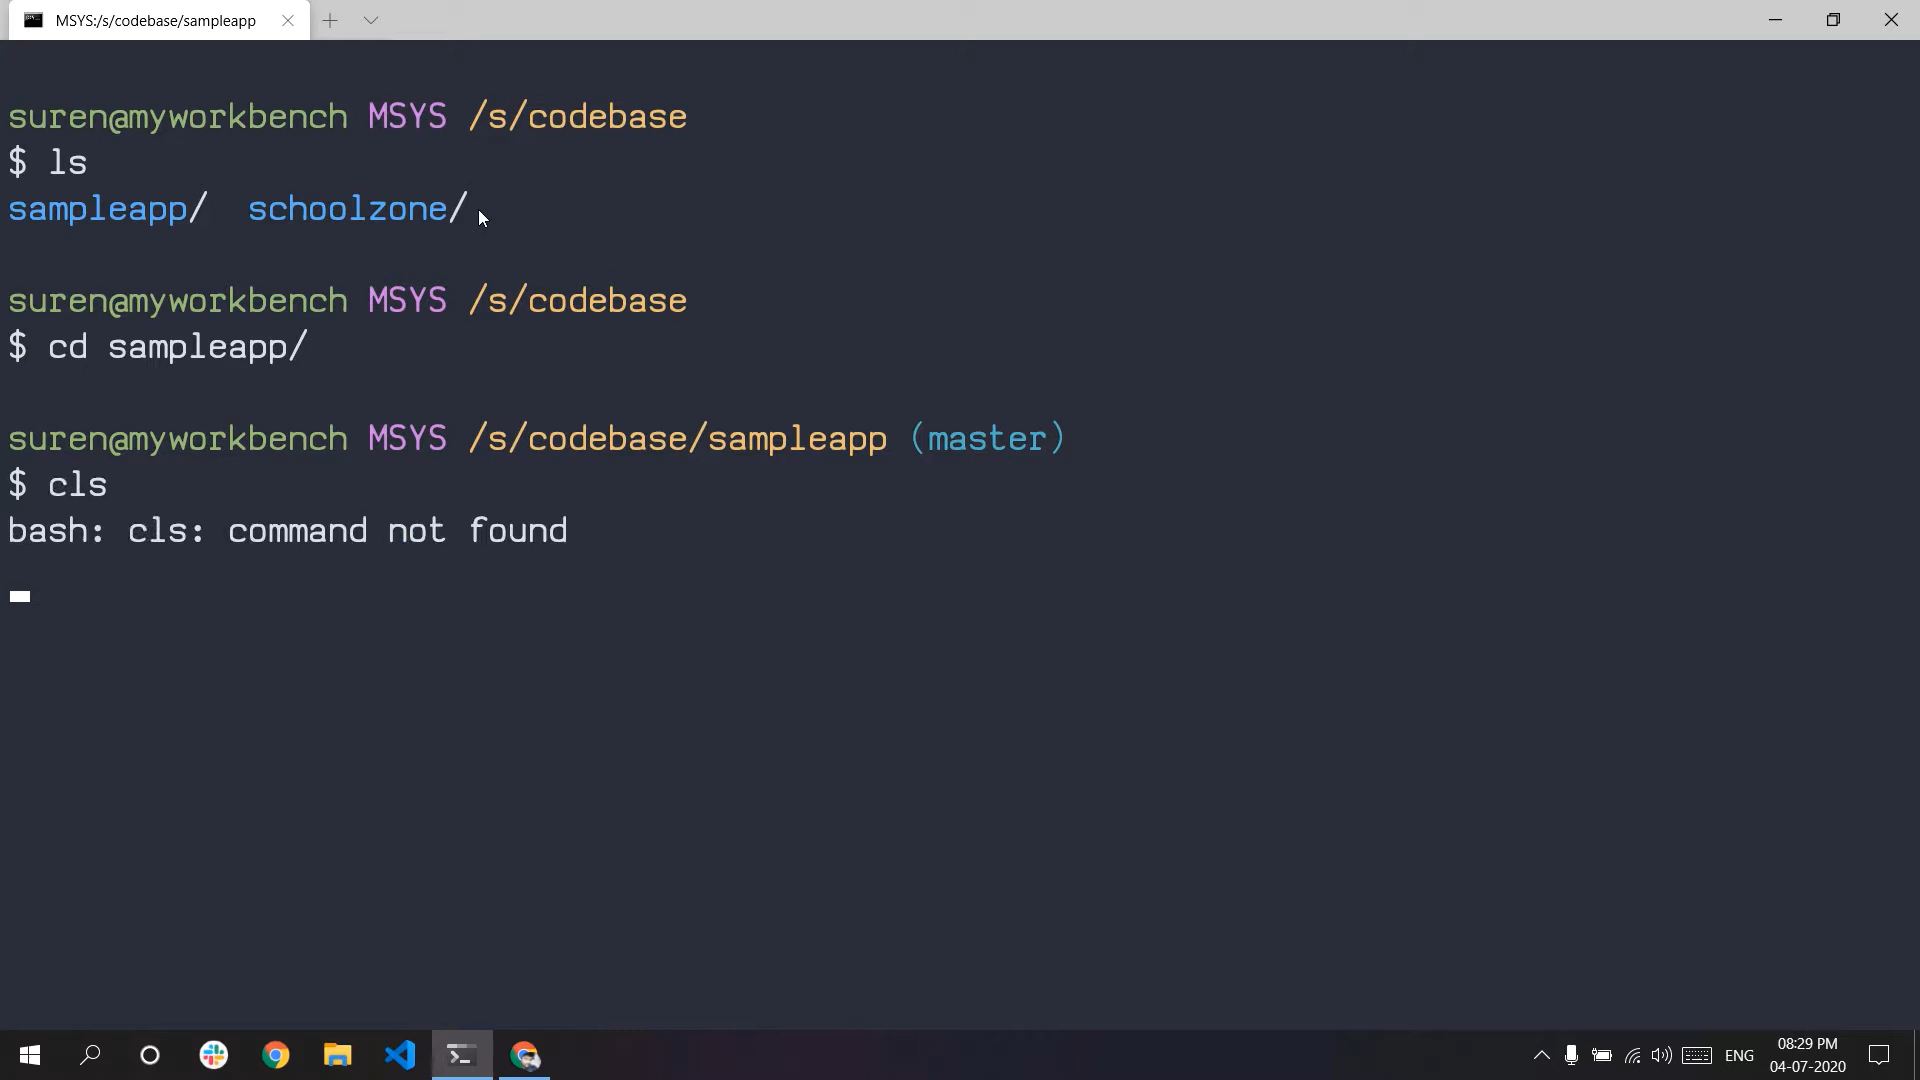 MSYS:/s/codebase/sampleapp
suren@myworkbench MSYS /s/codebase
$ ls
sampleapp/  schoolzone/
suren@myworkbench MSYS /s/codebase
$ cd sampleapp/
suren@myworkbench MSYS /s/codebase/sampleapp (master)
$ cls
bash: cls: command not found
ENG
08:29 PM
04-07-2020